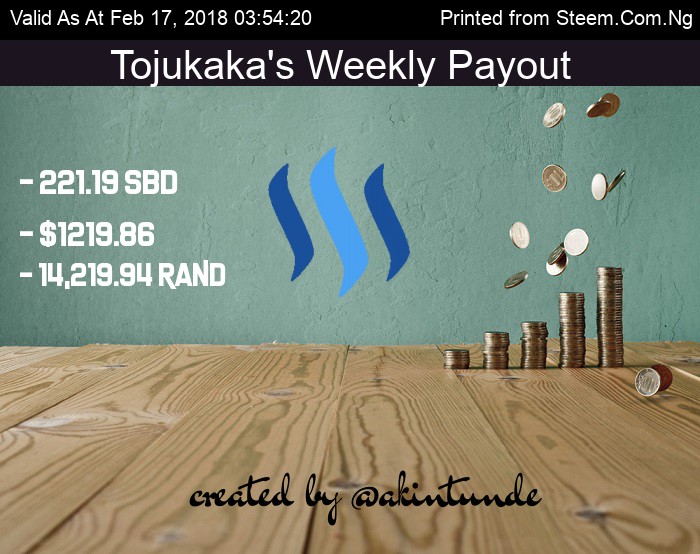 Valid As At Feb 17, 2018 03:54:20 Printed from Steem.Com.Ng
Tojukaka's Weekly Payout
- 221.19 SBD
- $1219.86
- 14,219.94 RAND
created by @akintunde